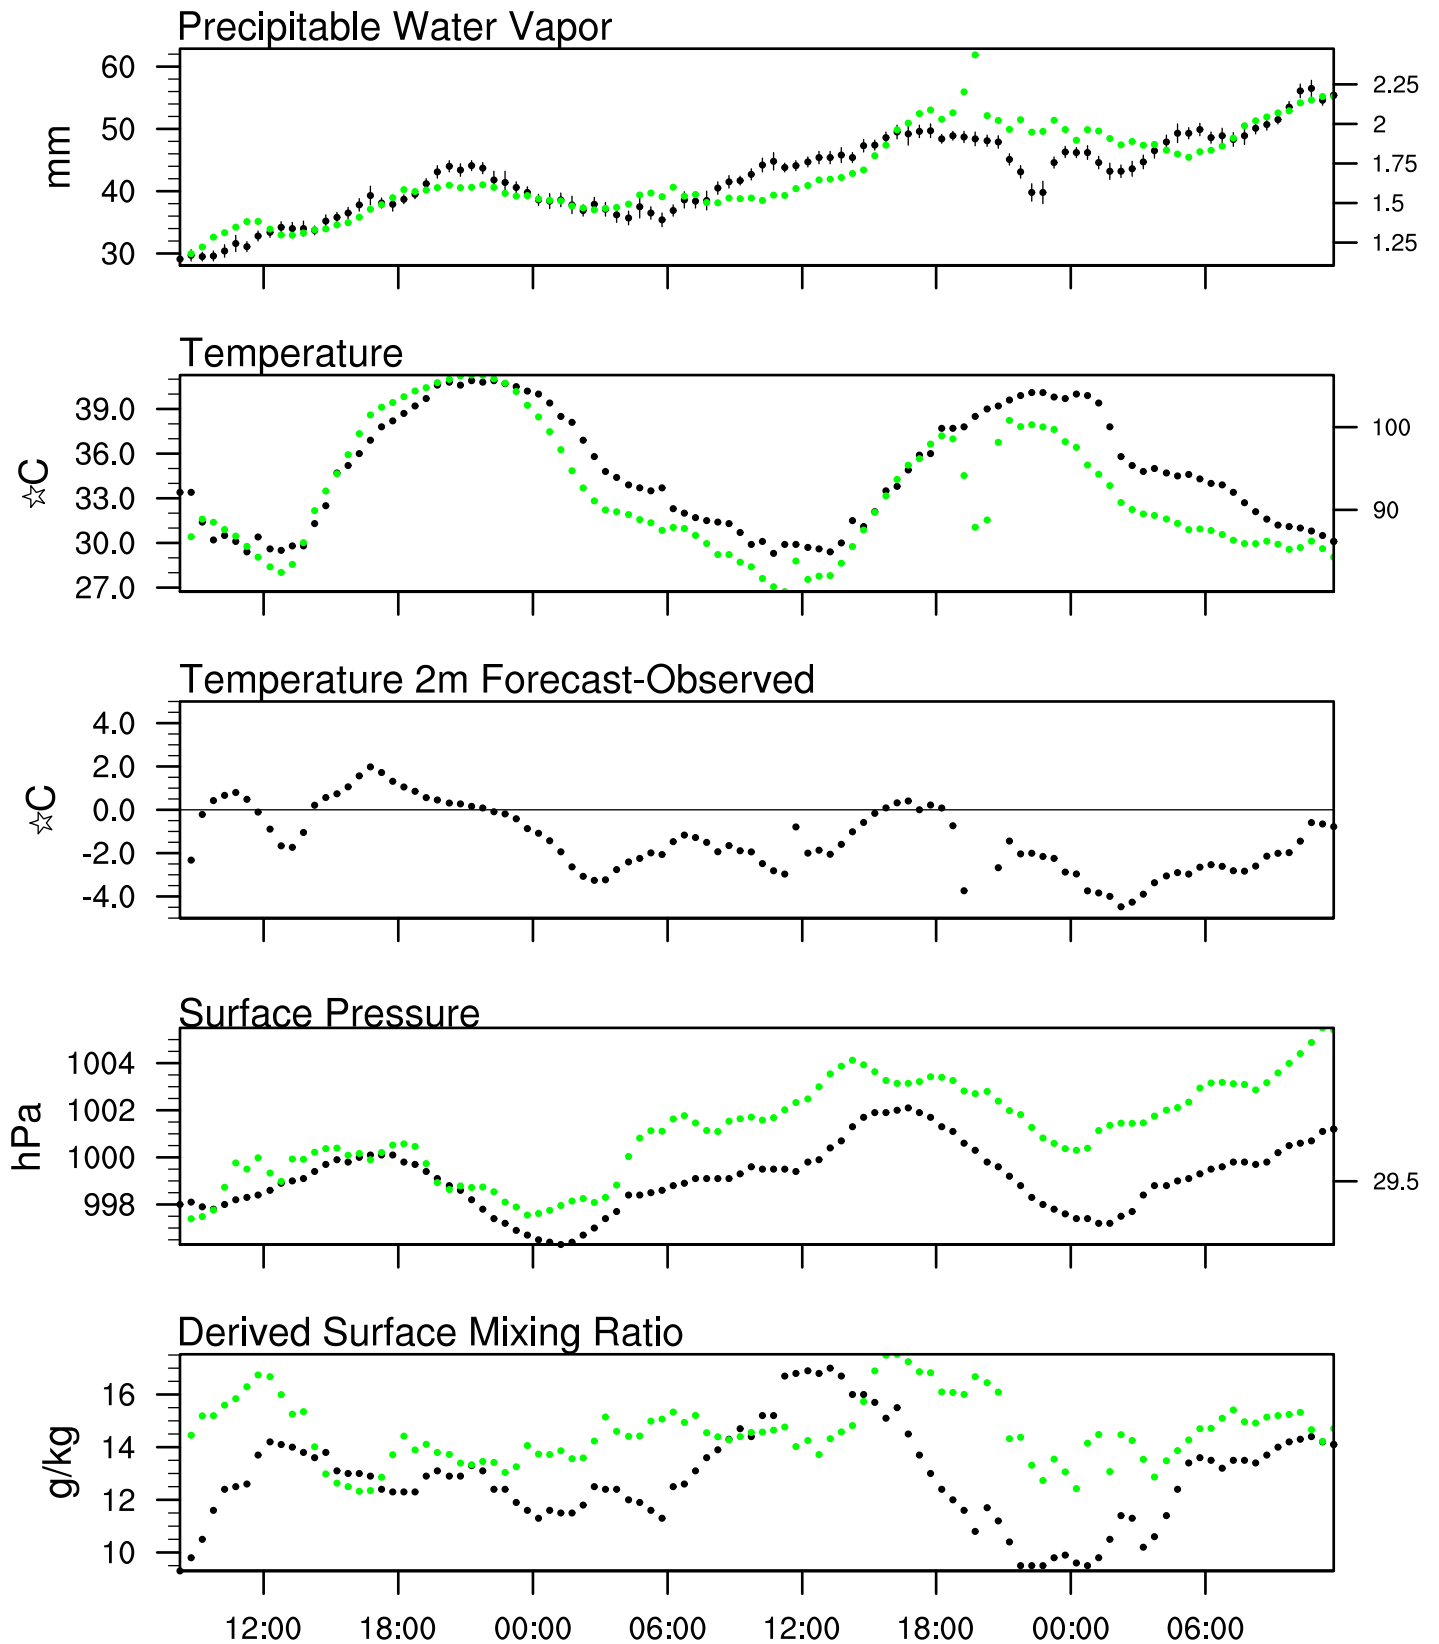 Precipitable Water Vapor
60
50
40
30
mm
2.25
2
1.75
1.5
1.25
Temperature
39.0
36.0
33.0
30.0
27.0
☆C
100
90
Temperature 2m Forecast-Observed
4.0
2.0
0.0
-2.0
-4.0
☆C
Surface Pressure
1004
1002
1000
998
hPa
29.5
Derived Surface Mixing Ratio
16
14
12
10
g/kg
12:00 18:00 00:00 06:00 12:00 18:00 00:00 06:00